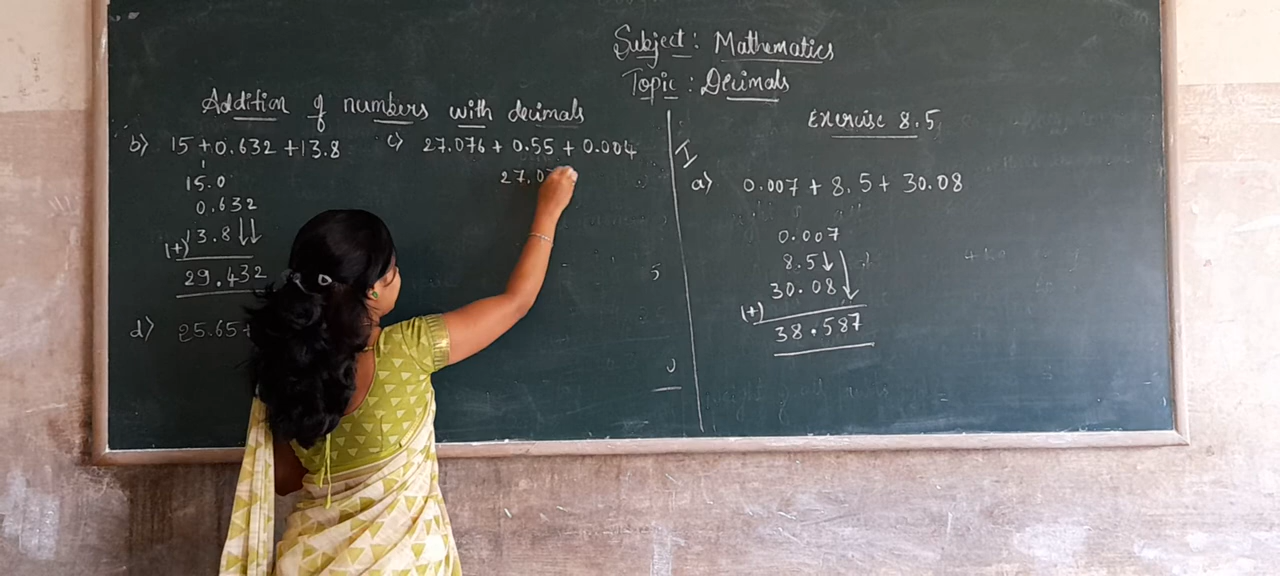 Subject: Mathematics
Topic: Decimals
Addition of numbers with decimals
b) 15 + 0.632 + 13.8
15.0
0.632
13.8
(+)
29.432
c) 27.076 + 0.55 + 0.004
27.0
d) 25.65+
Exercise 8.5
I
a) 0.007 + 8.5 + 30.08
0.007
8.5
30.08
(+)
38.587